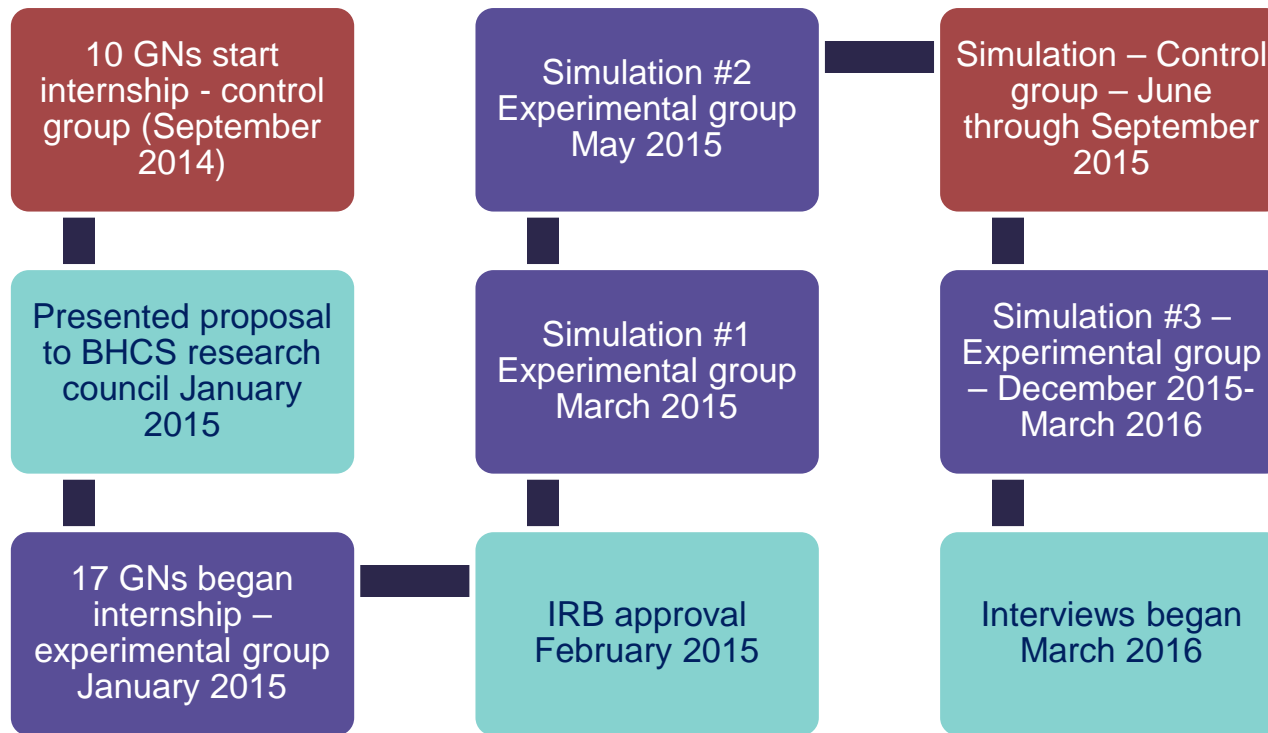 10 GNs start
internship - control
group (September
2014)
Presented proposal
to BHCS research
council January
2015
17 GNs began
internship –
experimental group
January 2015
IRB approval
February 2015
Simulation #1
Experimental group
March 2015
Simulation #2
Experimental group
May 2015
Simulation – Control
group – June
through September
2015
Simulation #3 –
Experimental group
– December 2015-
March 2016
Interviews began
March 2016